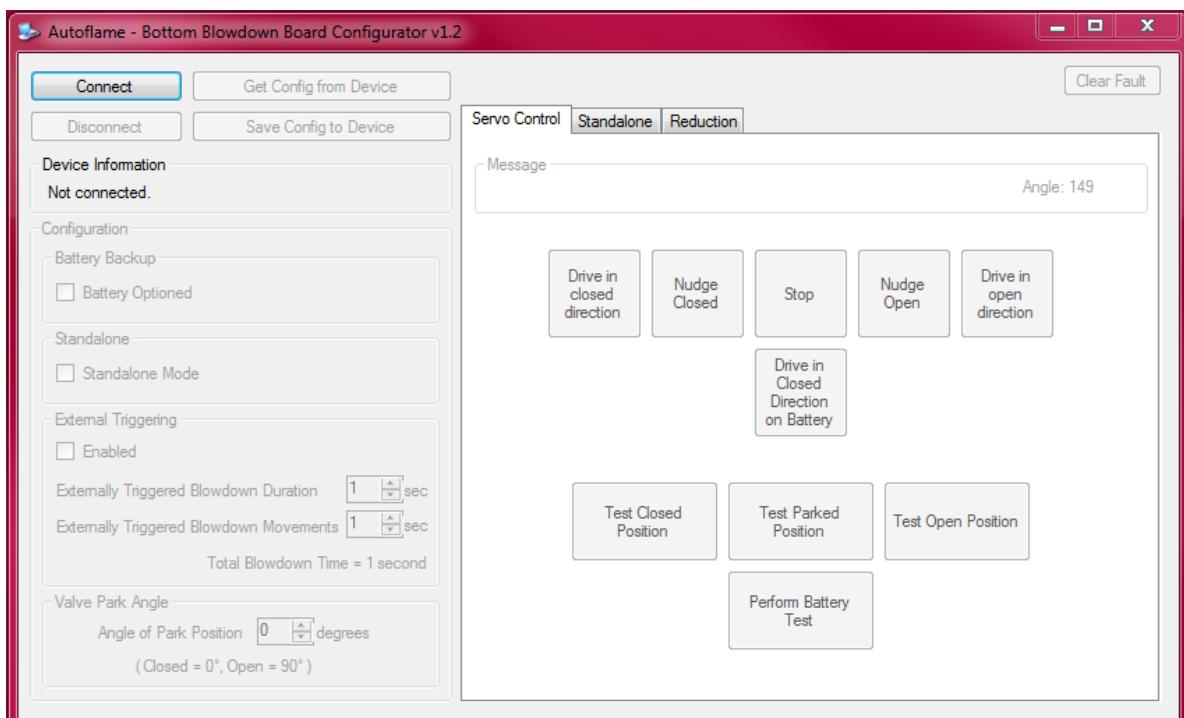 Autoflame - Bottom Blowdown Board Configurator v1.2
Connect
Get Config from Device
Clear Fault
Disconnect
Save Config to Device
Device Information
Not connected.
Configuration
Battery Backup
Battery Optioned
Standalone
Standalone Mode
External Triggering
Enabled
Externally Triggered Blowdown Duration 1 sec
Externally Triggered Blowdown Movements 1 sec
Total Blowdown Time = 1 second
Valve Park Angle
Angle of Park Position 0 degrees
(Closed = 0°, Open = 90°)
Servo Control Standalone Reduction
Message
Angle: 149
Drive in
closed
direction
Nudge
Closed
Stop
Nudge
Open
Drive in
open
direction
Drive in
Closed
Direction
on Battery
Test Closed
Position
Test Parked
Position
Test Open Position
Perform Battery
Test